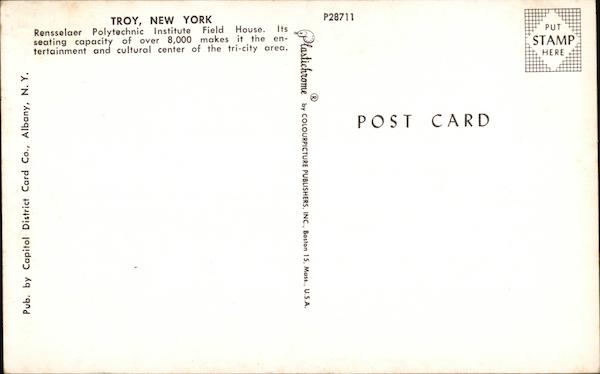 TROY, NEW YORK
Rensselaer Polytechnic Institute Field House. Its
seating capacity of over 8,000 makes it the en-
tertainment and cultural center of the tri-city area.
Pub. by Capitol District Card Co., Albany, N. Y.
P28711
Plastichrome ® by COLOURPICTURE PUBLISHERS, INC., Boston 15, Mass., U.S.A.
POST CARD
PUT
STAMP
HERE